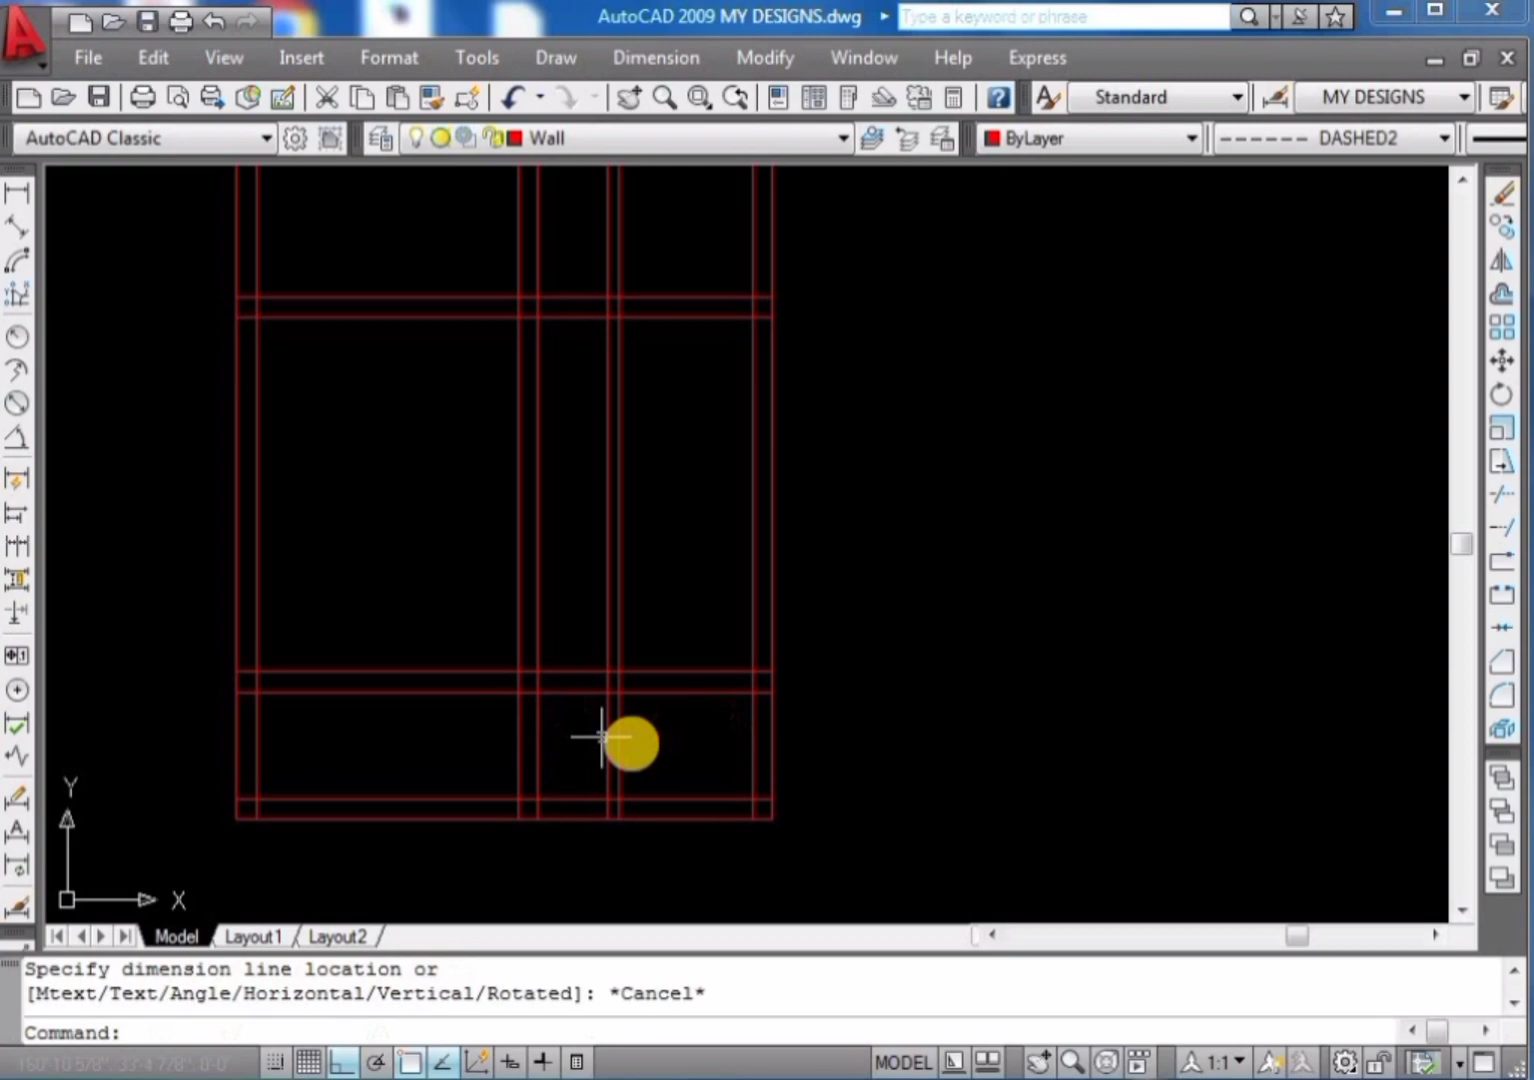 AutoCAD 2009 MY DESIGNS.dwg
Type a keyword or phrase
File Edit View Insert Format Tools Draw Dimension Modify Window Help Express
Standard MY DESIGNS
AutoCAD Classic Wall ByLayer DASHED2
Y
X
Model Layout1 Layout2
Specify dimension line location or
[Mtext/Text/Angle/Horizontal/Vertical/Rotated]: *Cancel*
Command:
MODEL 1:1